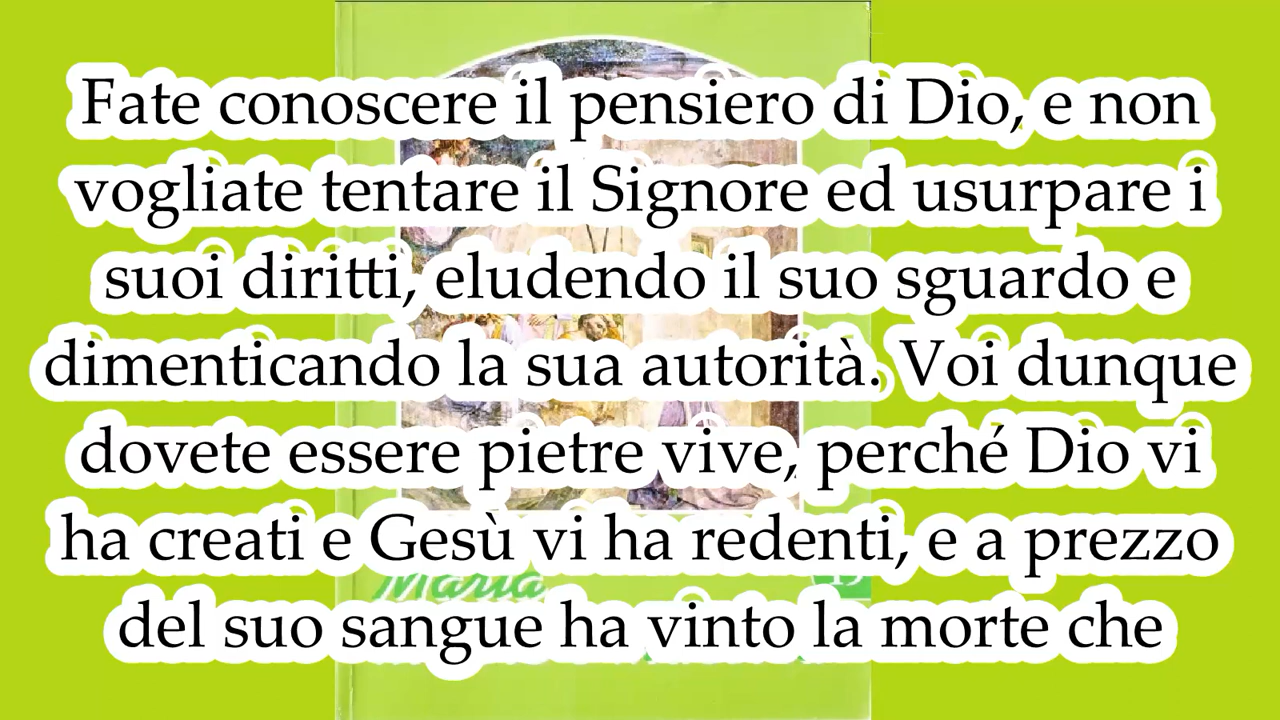 Fate conoscere il pensiero di Dio, e non
vogliate tentare il Signore ed usurpare i
suoi diritti, eludendo il suo sguardo e
dimenticando la sua autorità. Voi dunque
dovete essere pietre vive, perché Dio vi
ha creati e Gesù vi ha redenti, e a prezzo
Maria
del suo sangue ha vinto la morte che